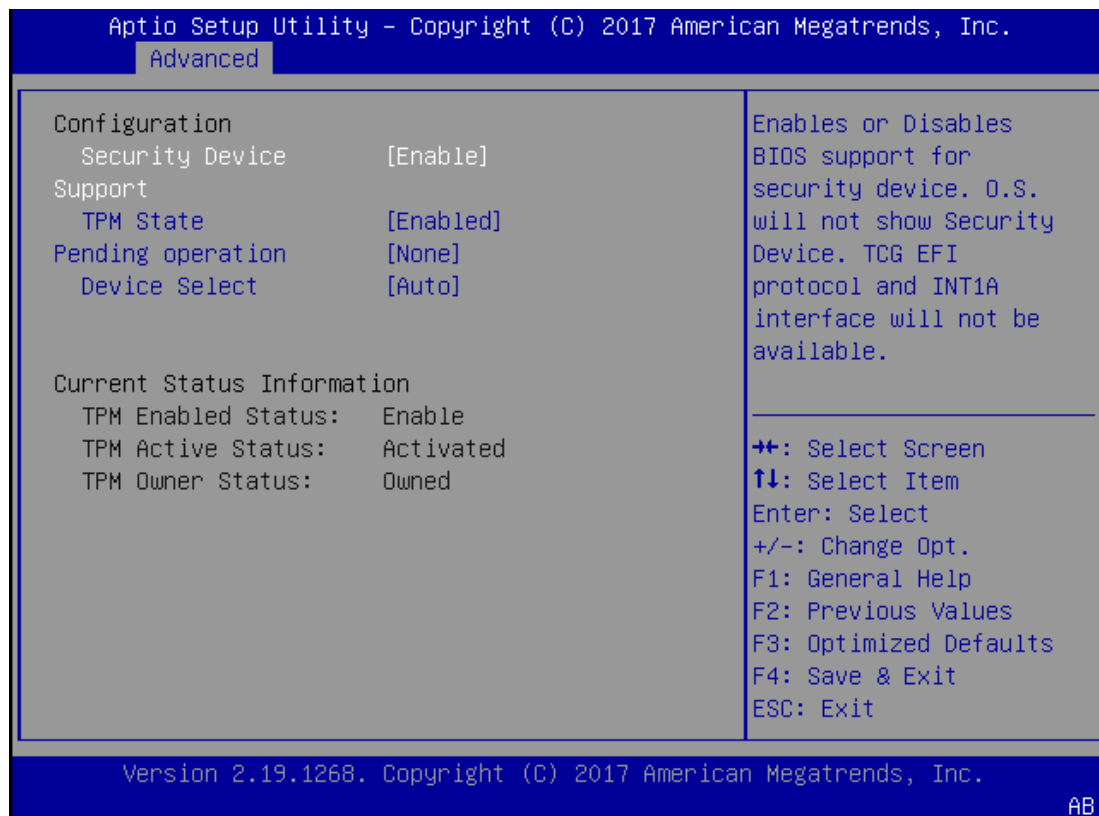 Aptio Setup Utility – Copyright (C) 2017 American Megatrends, Inc.
Advanced
Configuration
Security Device [Enable]
Support
TPM State [Enabled]
Pending operation [None]
Device Select [Auto]
Current Status Information
TPM Enabled Status: Enable
TPM Active Status: Activated
TPM Owner Status: Owned
Enables or Disables
BIOS support for
security device. O.S.
will not show Security
Device. TCG EFI
protocol and INT1A
interface will not be
available.
→←: Select Screen
↑↓: Select Item
Enter: Select
+/-: Change Opt.
F1: General Help
F2: Previous Values
F3: Optimized Defaults
F4: Save & Exit
ESC: Exit
Version 2.19.1268. Copyright (C) 2017 American Megatrends, Inc.
AB